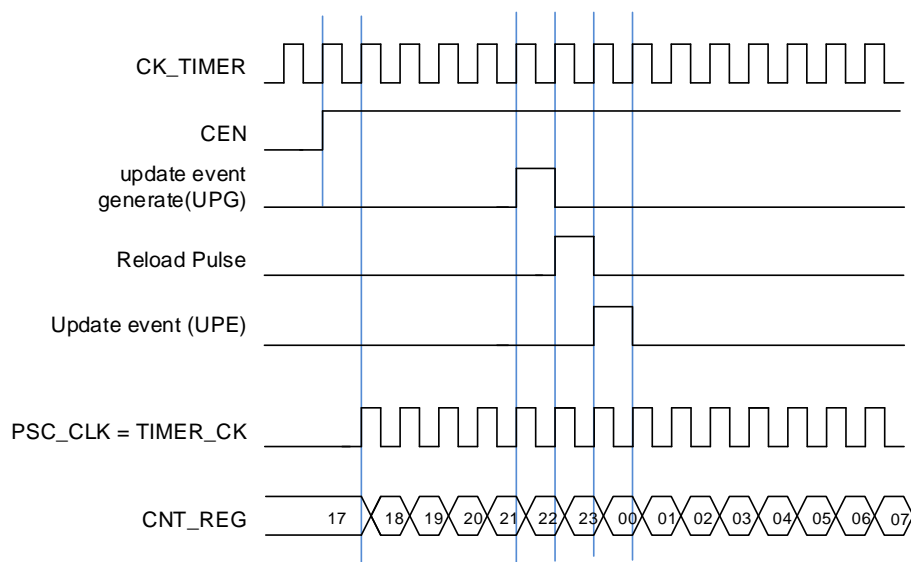 CK_TIMER
CEN
update event
generate(UPG)
Reload Pulse
Update event (UPE)
PSC_CLK = TIMER_CK
CNT_REG 17 18 19 20 21 22 23 00 01 02 03 04 05 06 07